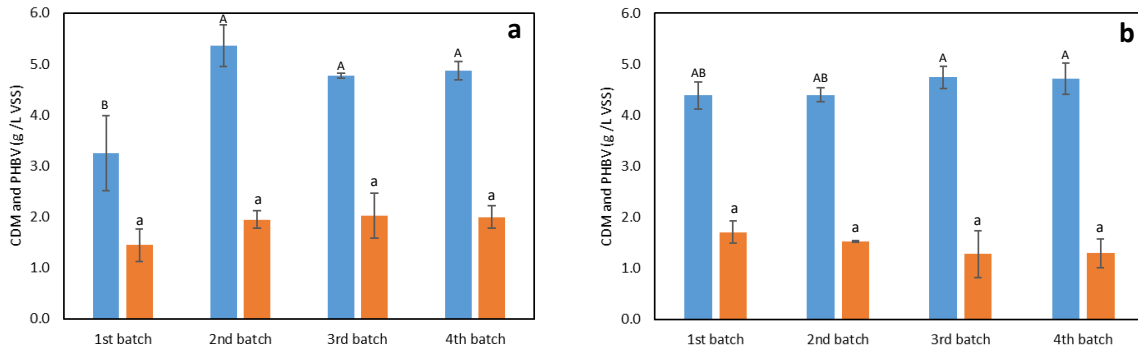 a
CDM and PHBV (g /L VSS)
6.0
5.0
4.0
3.0
2.0
1.0
0.0
B
a
A
a
A
a
A
a
1st batch 2nd batch 3rd batch 4th batch
b
CDM and PHBV (g /L VSS)
6.0
5.0
4.0
3.0
2.0
1.0
0.0
AB
a
AB
a
A
a
A
a
1st batch 2nd batch 3rd batch 4th batch